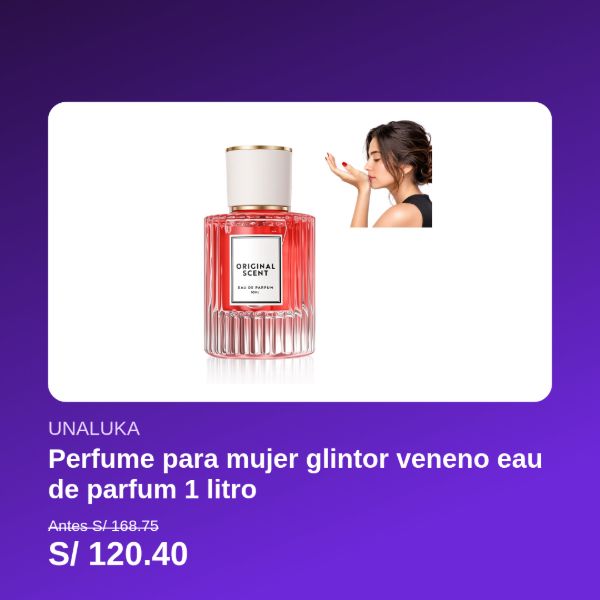 ORIGINAL
SCENT
EAU DE PARFUM
UNALUKA
Perfume para mujer glintor veneno eau
de parfum 1 litro
Antes S/ 168.75
S/ 120.40